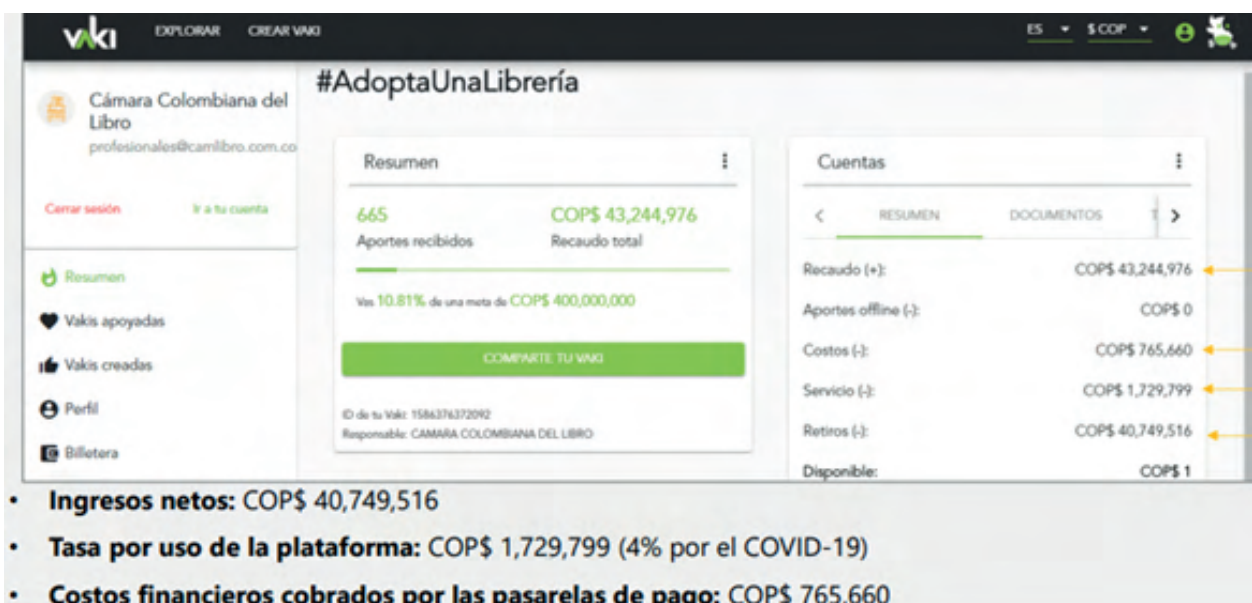 vaki EXPLORAR CREAR VAKI ES $ COP
Cámara Colombiana del
Libro
profesionales@camlibro.com.co
Cerrar sesión Ir a tu cuenta
Resumen
Vakis apoyadas
Vakis creadas
Perfil
Billetera
#AdoptaUnaLibrería
Resumen
665 COP$ 43,244,976
Aportes recibidos Recaudo total
Vas 10.81% de una meta de COP$ 400,000,000
COMPARTE TU VAKI
ID de tu Vaki: 1586376372092
Responsable: CAMARA COLOMBIANA DEL LIBRO
Cuentas
RESUMEN DOCUMENTOS T
Recaudo (+): COP$ 43,244,976
Aportes offline (-): COP$ 0
Costos (-): COP$ 765,660
Servicio (-): COP$ 1,729,799
Retiros (-): COP$ 40,749,516
Disponible: COP$ 1
• Ingresos netos: COP$ 40,749,516
• Tasa por uso de la plataforma: COP$ 1,729,799 (4% por el COVID-19)
• Costos financieros cobrados por las pasarelas de pago: COP$ 765,660